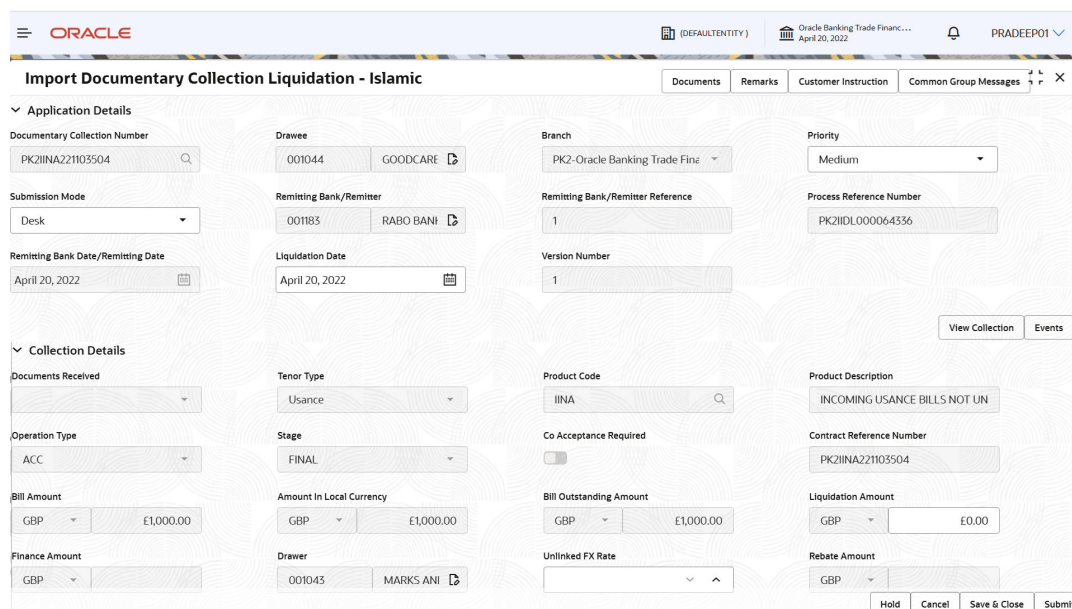 ORACLE
(DEFAULTENTITY)
Oracle Banking Trade Financ...
April 20, 2022
PRADEEP01
Import Documentary Collection Liquidation - Islamic
Documents Remarks Customer Instruction Common Group Messages
Application Details
Documentary Collection Number Drawee Branch Priority
PK2IINA221103504 001044 GOODCARE PK2-Oracle Banking Trade Fina Medium
Submission Mode Remitting Bank/Remitter Remitting Bank/Remitter Reference Process Reference Number
Desk 001183 RABO BANK 1 PK2IIDL000064336
Remitting Bank Date/Remitting Date Liquidation Date Version Number
April 20, 2022 April 20, 2022 1
View Collection Events
Collection Details
Documents Received Tenor Type Product Code Product Description
Usance IINA INCOMING USANCE BILLS NOT UN
Operation Type Stage Co Acceptance Required Contract Reference Number
ACC FINAL PK2IINA221103504
Bill Amount Amount In Local Currency Bill Outstanding Amount Liquidation Amount
GBP £1,000.00 GBP £1,000.00 GBP £1,000.00 GBP £0.00
Finance Amount Drawer Unlinked FX Rate Rebate Amount
GBP 001043 MARKS ANI GBP
Hold Cancel Save & Close Submi